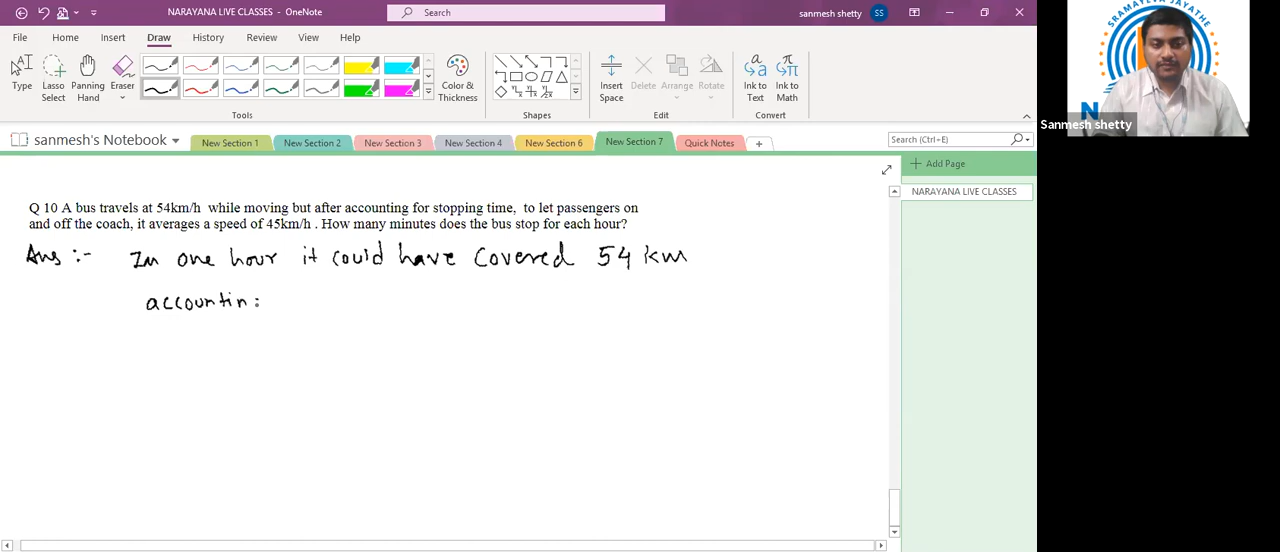 NARAYANA LIVE CLASSES - OneNote
Search
sanmesh shetty
SS
File Home Insert Draw History Review View Help
Type
Lasso Select
Panning Hand
Eraser
Color & Thickness
Insert Space
Delete
Arrange
Rotate
Ink to Text
Ink to Math
Tools
Shapes
Edit
Convert
sanmesh's Notebook
New Section 1
New Section 2
New Section 3
New Section 4
New Section 6
New Section 7
Quick Notes
Search (Ctrl+E)
Add Page
NARAYANA LIVE CLASSES
Q 10 A bus travels at 54km/h while moving but after accounting for stopping time, to let passengers on
and off the coach, it averages a speed of 45km/h . How many minutes does the bus stop for each hour?
Ans :- In one hour it could have covered 54 km
accountin
SRAMAYEVA JAYATHE
N
Sanmesh shetty